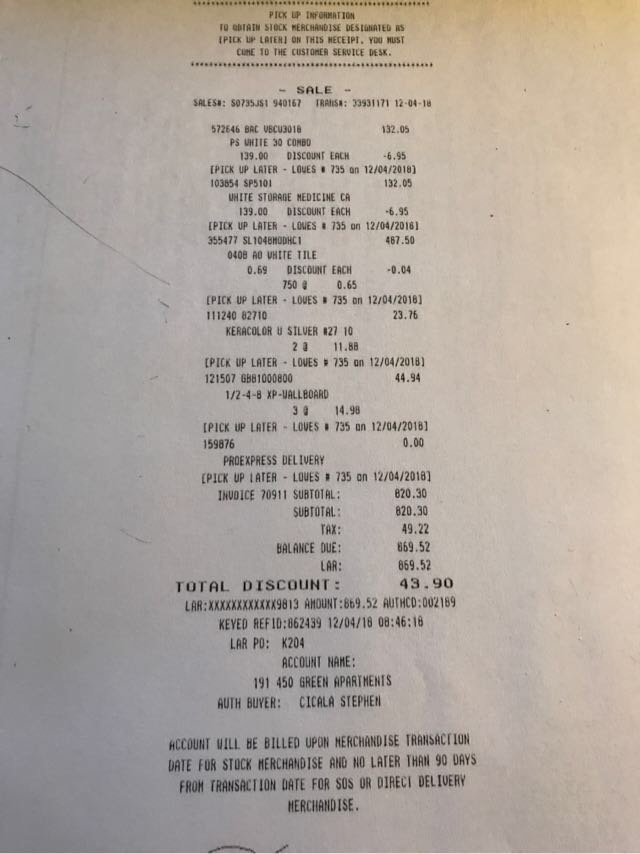 ***********************************************
PICK UP INFORMATION
TO OBTAIN STOCK MERCHANDISE DESIGNATED AS
[PICK UP LATER] ON THIS RECEIPT, YOU MUST
COME TO THE CUSTOMER SERVICE DESK.
***********************************************
- SALE -
SALES#: S0735JS1 940167 TRANS#: 33931171 12-04-18
572646 BRC VBCU3018 132.05
PS WHITE 30 COMBO
139.00 DISCOUNT EACH -6.95
[PICK UP LATER - LOWES # 735 on 12/04/2018]
103854 SP5101 132.05
WHITE STORAGE MEDICINE CA
139.00 DISCOUNT EACH -6.95
[PICK UP LATER - LOWES # 735 on 12/04/2018]
355477 SL1048MODHC1 487.50
0408 AO WHITE TILE
0.69 DISCOUNT EACH -0.04
750 @ 0.65
[PICK UP LATER - LOWES # 735 on 12/04/2018]
111240 82710 23.76
KERACOLOR U SILVER #27 10
2 @ 11.88
[PICK UP LATER - LOWES # 735 on 12/04/2018]
121507 GB81000800 44.94
1/2-4-8 XP-WALLBOARD
3 @ 14.98
[PICK UP LATER - LOWES # 735 on 12/04/2018]
159876 0.00
PROEXPRESS DELIVERY
[PICK UP LATER - LOWES # 735 on 12/04/2018]
INVOICE 70911 SUBTOTAL: 820.30
SUBTOTAL: 820.30
TAX: 49.22
BALANCE DUE: 869.52
LAR: 869.52
TOTAL DISCOUNT: 43.90
LAR:XXXXXXXXXXXX9813 AMOUNT:869.52 AUTHCD:002189
KEYED REFID:862439 12/04/18 08:46:18
LAR PO: K204
ACCOUNT NAME:
191 450 GREEN APARTMENTS
AUTH BUYER: CICALA STEPHEN
ACCOUNT WILL BE BILLED UPON MERCHANDISE TRANSACTION
DATE FOR STOCK MERCHANDISE AND NO LATER THAN 90 DAYS
FROM TRANSACTION DATE FOR SOS OR DIRECT DELIVERY
MERCHANDISE.